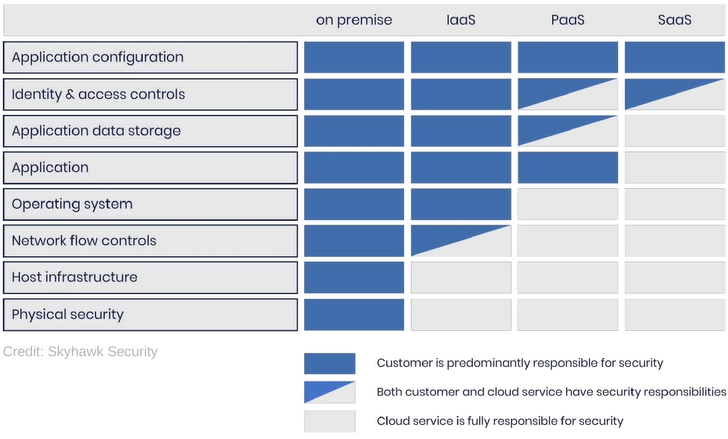 on premise IaaS PaaS SaaS
Application configuration
Identity & access controls
Application data storage
Application
Operating system
Network flow controls
Host infrastructure
Physical security
Credit: Skyhawk Security
Customer is predominantly responsible for security
Both customer and cloud service have security responsibilities
Cloud service is fully responsible for security